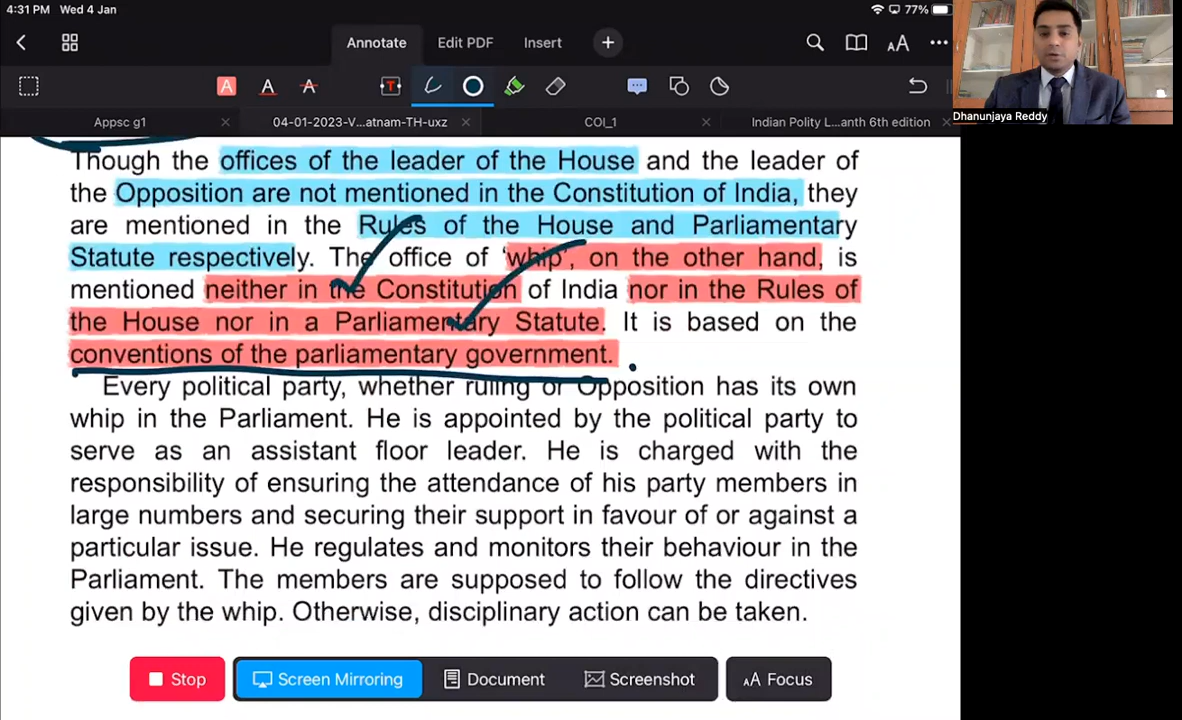 4:31 PM Wed 4 Jan
77%
Annotate Edit PDF Insert
A A A T AA
Dhanunjaya Reddy
Appsc g1 04-01-2023-V...atnam-TH-uxz COI_1 Indian Polity L...anth 6th edition
Though the offices of the leader of the House and the leader of
the Opposition are not mentioned in the Constitution of India, they
are mentioned in the Rules of the House and Parliamentary
Statute respectively. The office of ‘whip’, on the other hand, is
mentioned neither in the Constitution of India nor in the Rules of
the House nor in a Parliamentary Statute. It is based on the
conventions of the parliamentary government.
Every political party, whether ruling or Opposition has its own
whip in the Parliament. He is appointed by the political party to
serve as an assistant floor leader. He is charged with the
responsibility of ensuring the attendance of his party members in
large numbers and securing their support in favour of or against a
particular issue. He regulates and monitors their behaviour in the
Parliament. The members are supposed to follow the directives
given by the whip. Otherwise, disciplinary action can be taken.
Stop Screen Mirroring Document Screenshot AA Focus